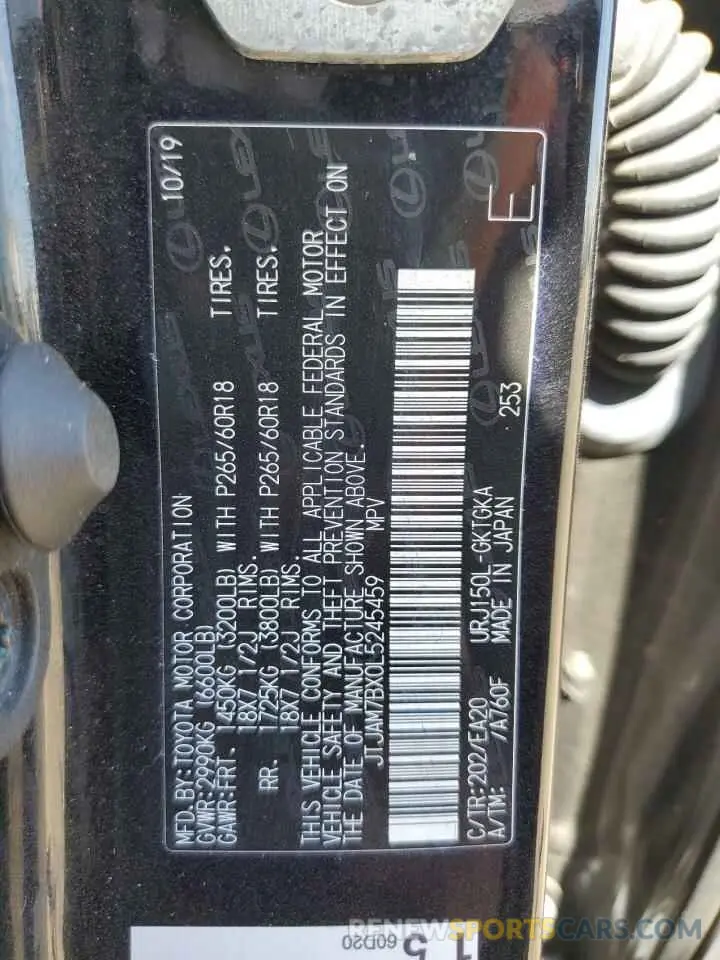 MFD. BY:TOYOTA MOTOR CORPORATION 10/19
GVWR:2990KG (6600LB)
GAWR:FRT. 1450KG (3200LB) WITH P265/60R18 TIRES.
18X7 1/2J RIMS.
RR. 1725KG (3800LB) WITH P265/60R18 TIRES.
18X7 1/2J RIMS.
THIS VEHICLE CONFORMS TO ALL APPLICABLE FEDERAL MOTOR
VEHICLE SAFETY AND THEFT PREVENTION STANDARDS IN EFFECT ON
THE DATE OF MANUFACTURE SHOWN ABOVE.
JTJAM7BX0L5245459 MPV
C/TR:202/EA20 URJ150L-GKTGKA
A/TM: /A760F MADE IN JAPAN 253
E
LEXUS
15
60D20
RENEWSPORTSCARS.COM